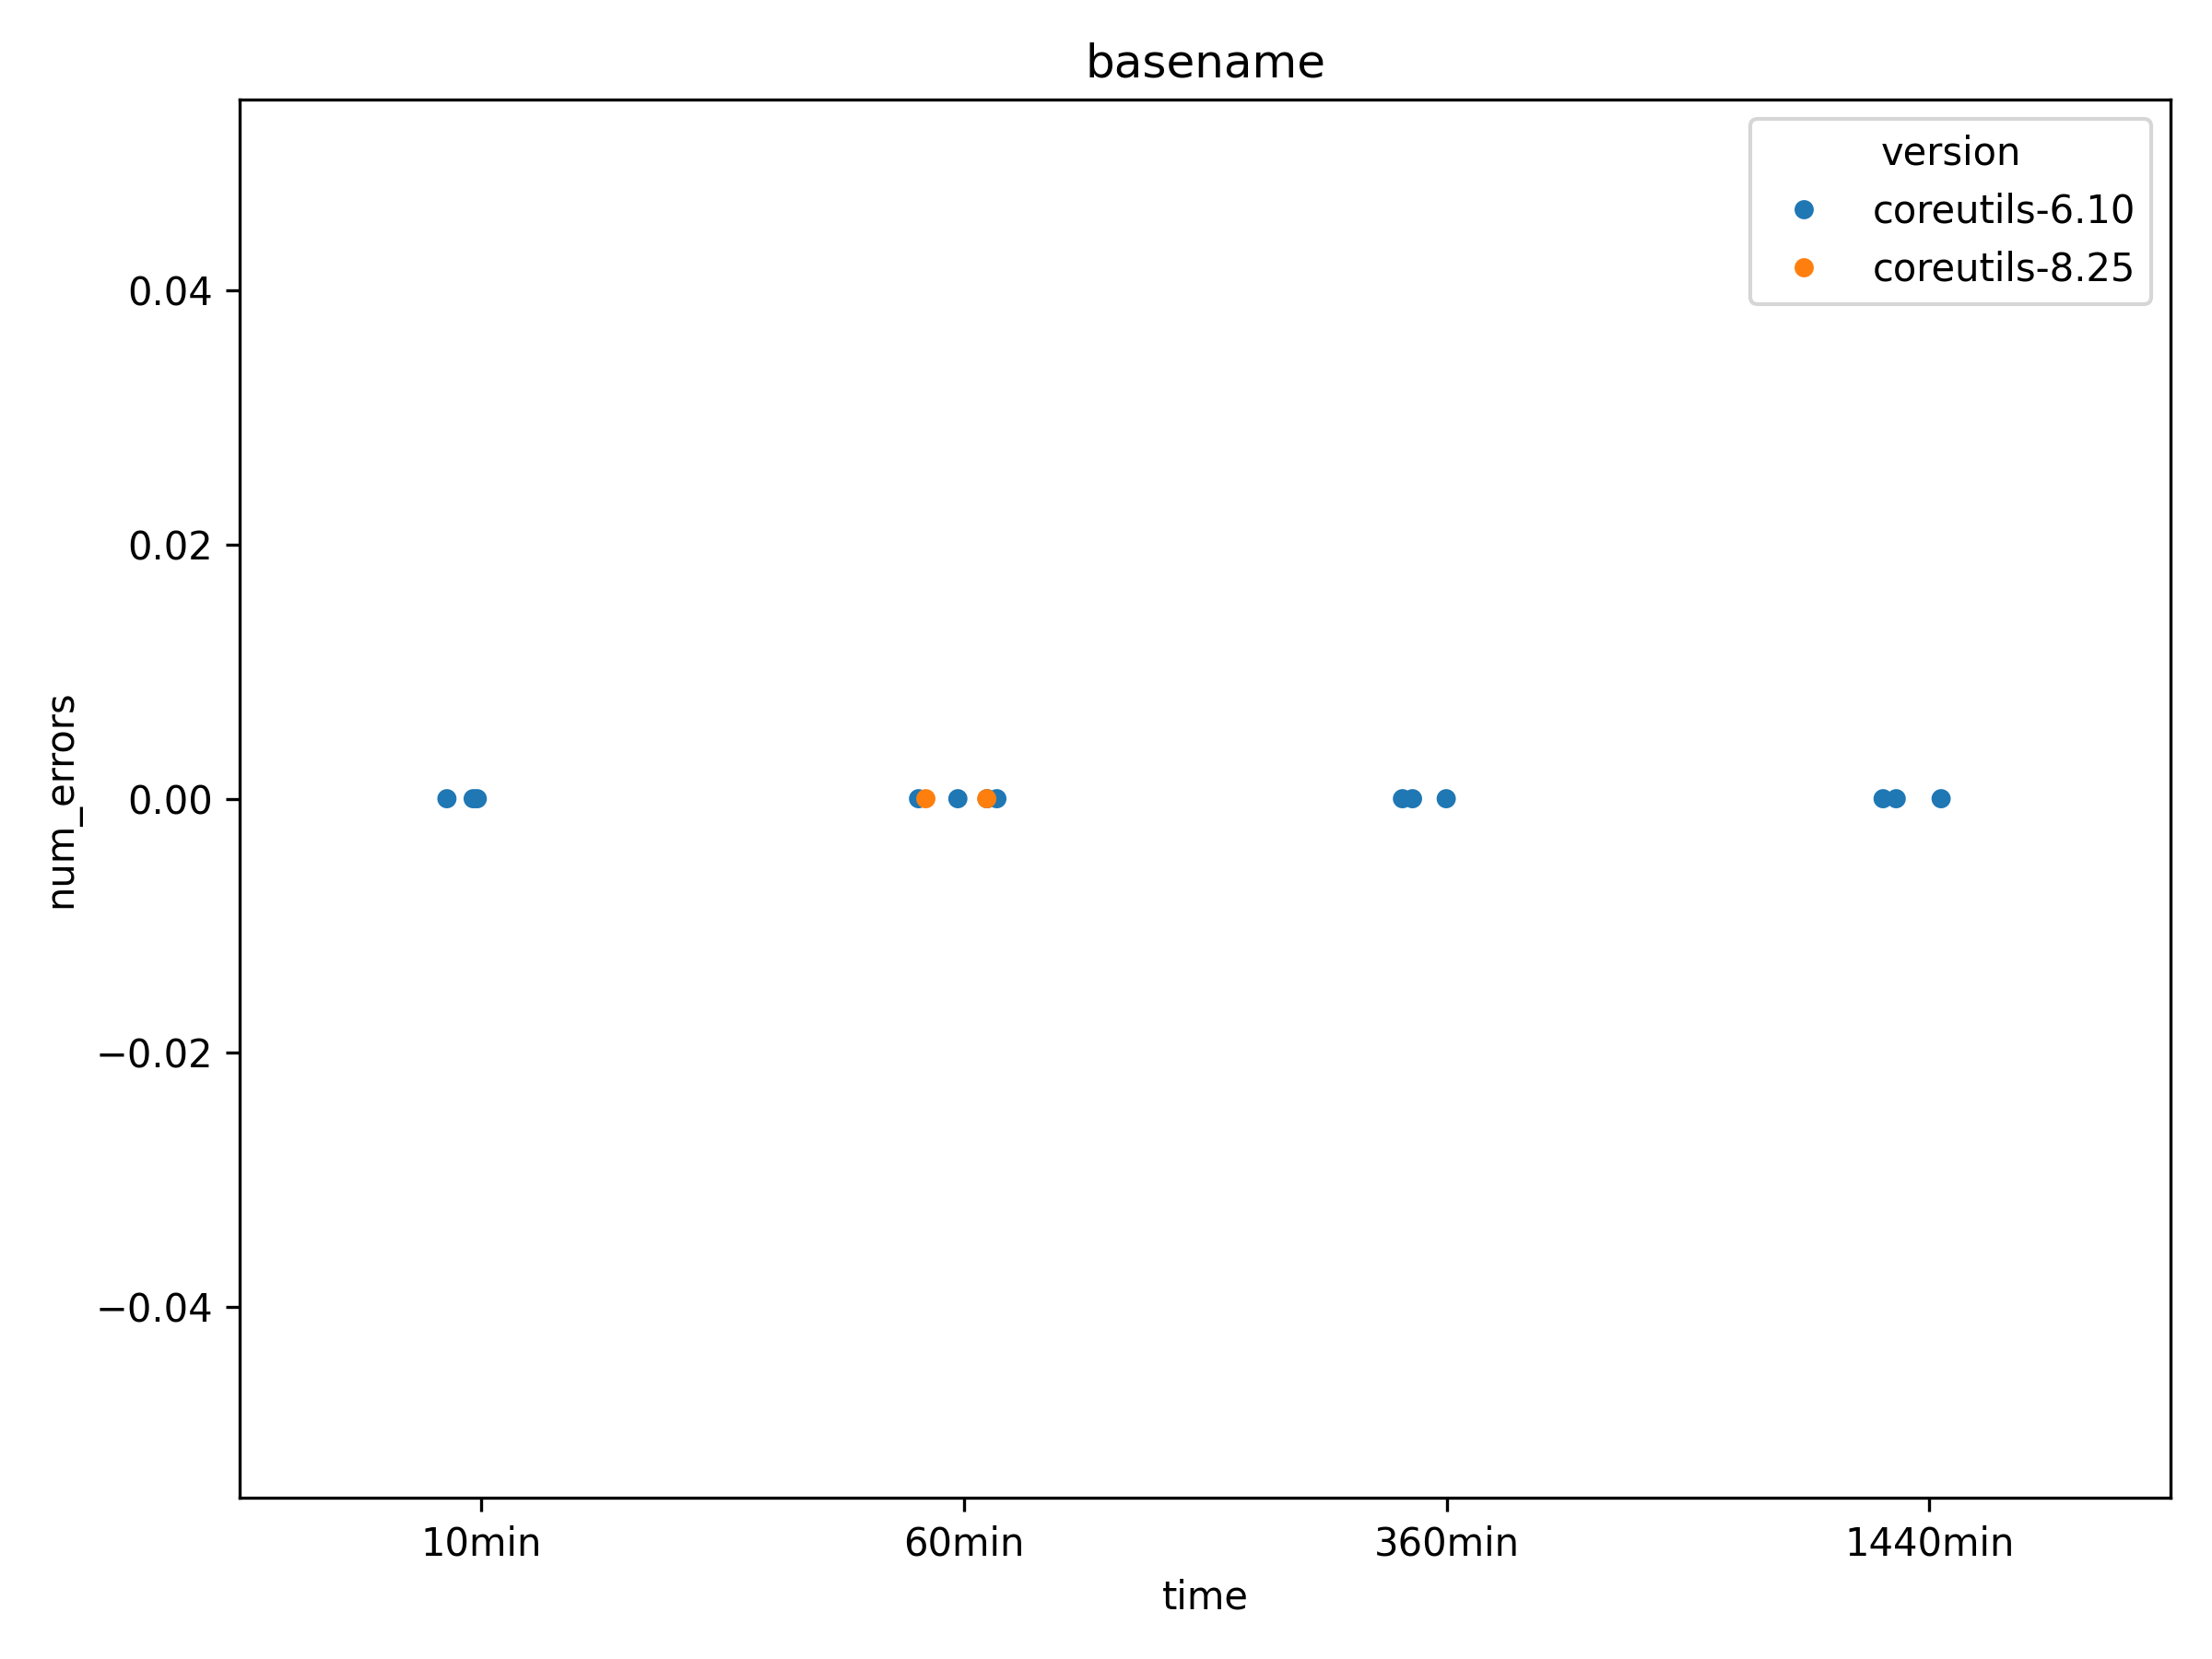 basename
version
coreutils-6.10
coreutils-8.25
0.04
0.02
0.00
−0.02
−0.04
num_errors
10min
60min
360min
1440min
time